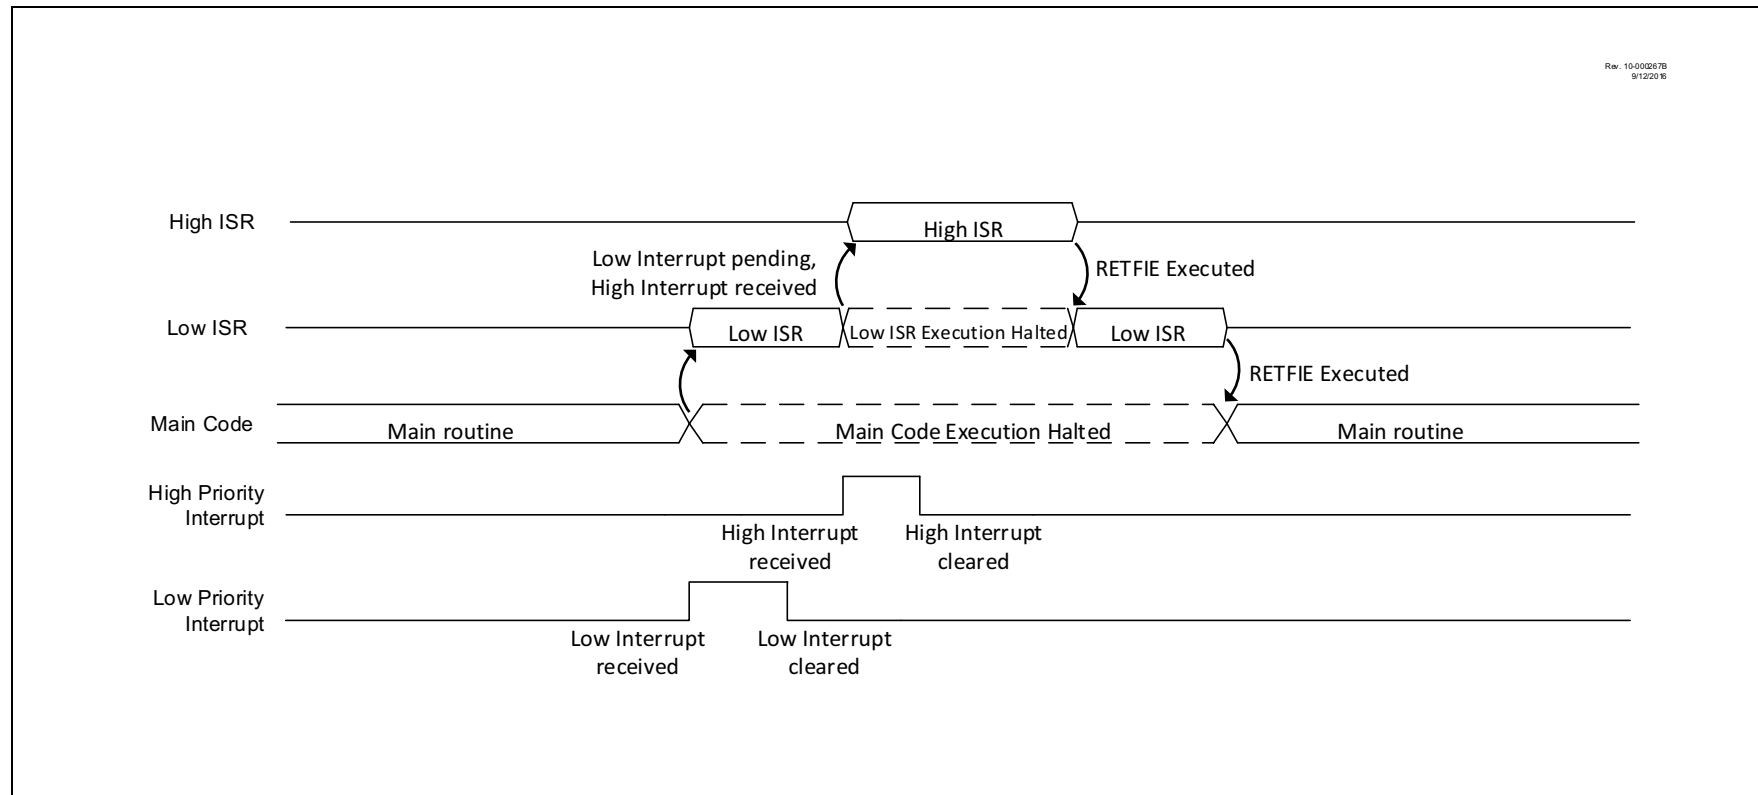 Rev. 10-000267B
9/12/2016
High ISR
High ISR
Low Interrupt pending,
High Interrupt received
RETFIE Executed
Low ISR
Low ISR
Low ISR Execution Halted
Low ISR
RETFIE Executed
Main Code
Main routine
Main Code Execution Halted
Main routine
High Priority
Interrupt
High Interrupt
received
High Interrupt
cleared
Low Priority
Interrupt
Low Interrupt
received
Low Interrupt
cleared